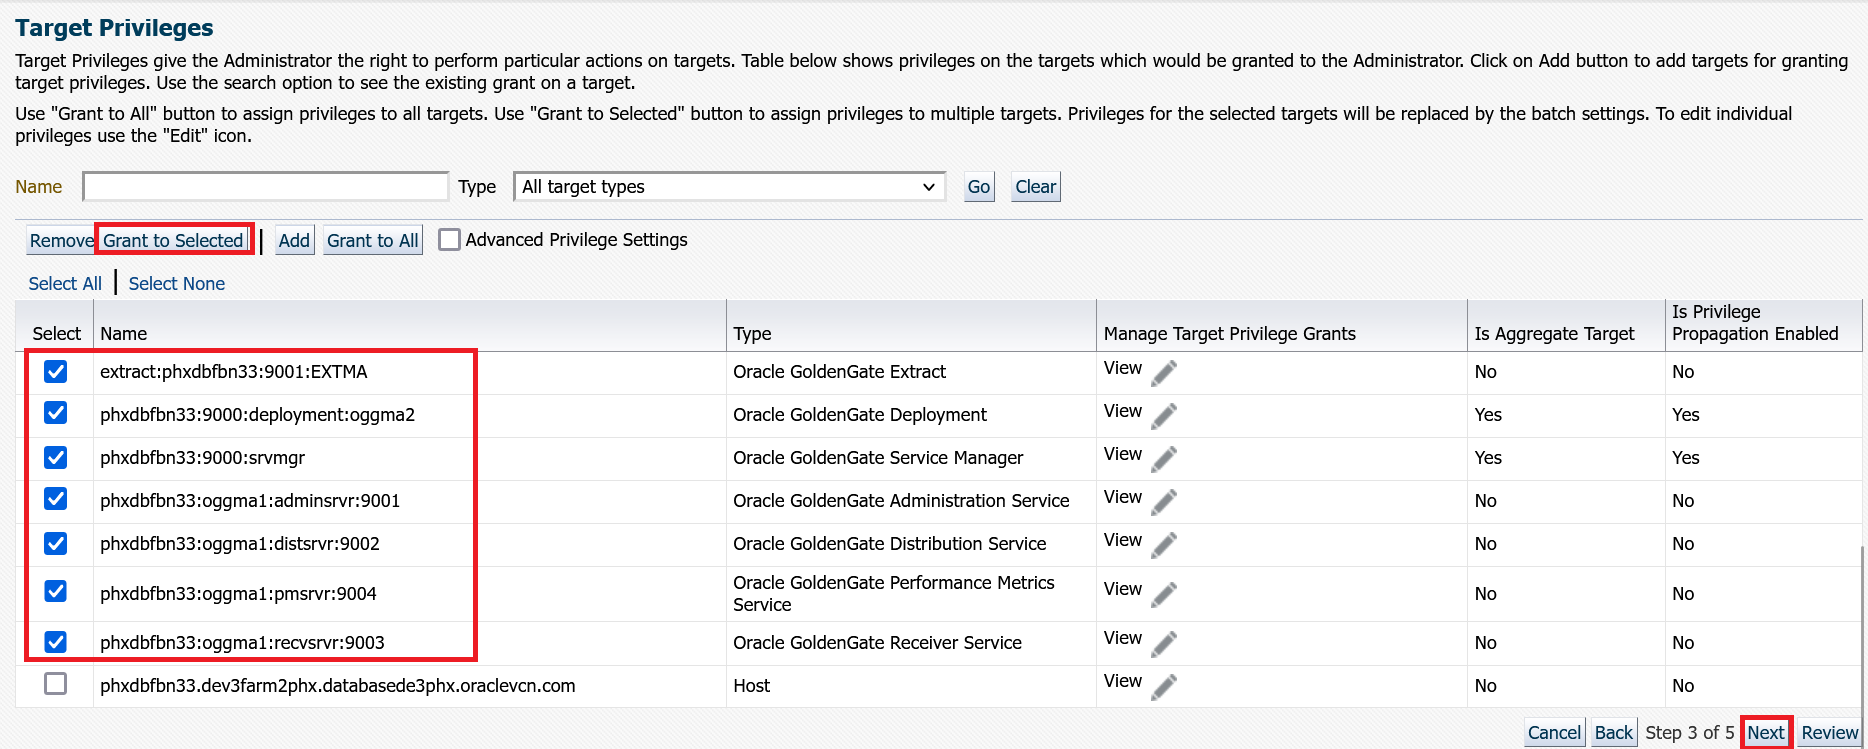 Target Privileges
Target Privileges give the Administrator the right to perform particular actions on targets. Table below shows privileges on the targets which would be granted to the Administrator. Click on Add button to add targets for granting
target privileges. Use the search option to see the existing grant on a target.
Use "Grant to All" button to assign privileges to all targets. Use "Grant to Selected" button to assign privileges to multiple targets. Privileges for the selected targets will be replaced by the batch settings. To edit individual
privileges use the "Edit" icon.
Name Type All target types Go Clear
Remove Grant to Selected | Add Grant to All Advanced Privilege Settings
Select All | Select None
Select Name Type Manage Target Privilege Grants Is Aggregate Target Is Privilege
Propagation Enabled
extract:phxdbfbn33:9001:EXTMA Oracle GoldenGate Extract View No No
phxdbfbn33:9000:deployment:oggma2 Oracle GoldenGate Deployment View Yes Yes
phxdbfbn33:9000:srvmgr Oracle GoldenGate Service Manager View Yes Yes
phxdbfbn33:oggma1:adminsrvr:9001 Oracle GoldenGate Administration Service View No No
phxdbfbn33:oggma1:distsrvr:9002 Oracle GoldenGate Distribution Service View No No
phxdbfbn33:oggma1:pmsrvr:9004 Oracle GoldenGate Performance Metrics
Service View No No
phxdbfbn33:oggma1:recvsrvr:9003 Oracle GoldenGate Receiver Service View No No
phxdbfbn33.dev3farm2phx.databasede3phx.oraclevcn.com Host View No No
Cancel Back Step 3 of 5 Next Review